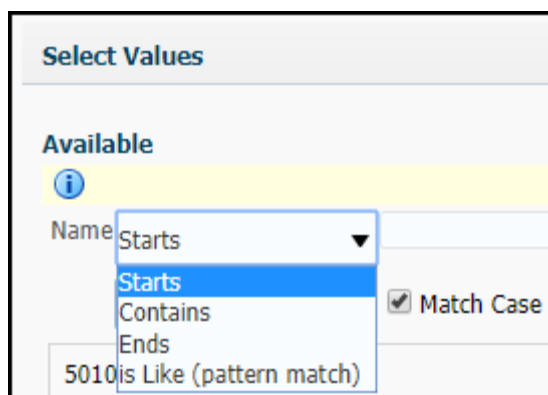 Select Values
Available
Name Starts
Starts
Contains
Match Case
Ends
5010 is Like (pattern match)